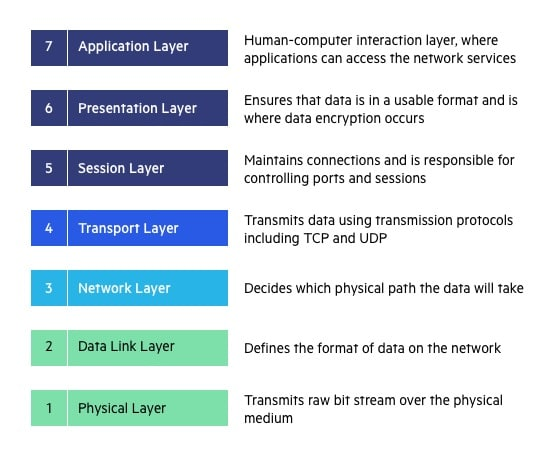 7 Application Layer
Human-computer interaction layer, where
applications can access the network services
6 Presentation Layer
Ensures that data is in a usable format and is
where data encryption occurs
5 Session Layer
Maintains connections and is responsible for
controlling ports and sessions
4 Transport Layer
Transmits data using transmission protocols
including TCP and UDP
3 Network Layer
Decides which physical path the data will take
2 Data Link Layer
Defines the format of data on the network
1 Physical Layer
Transmits raw bit stream over the physical
medium